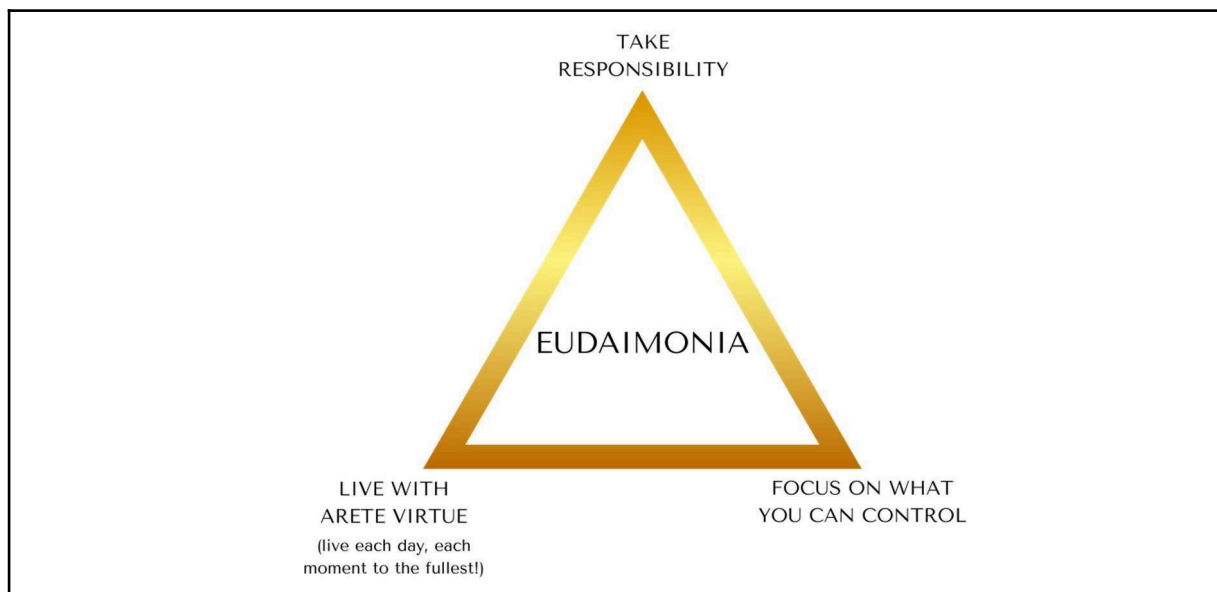 TAKE
RESPONSIBILITY
EUDAIMONIA
LIVE WITH
ARETE VIRTUE
(live each day, each
moment to the fullest!)
FOCUS ON WHAT
YOU CAN CONTROL